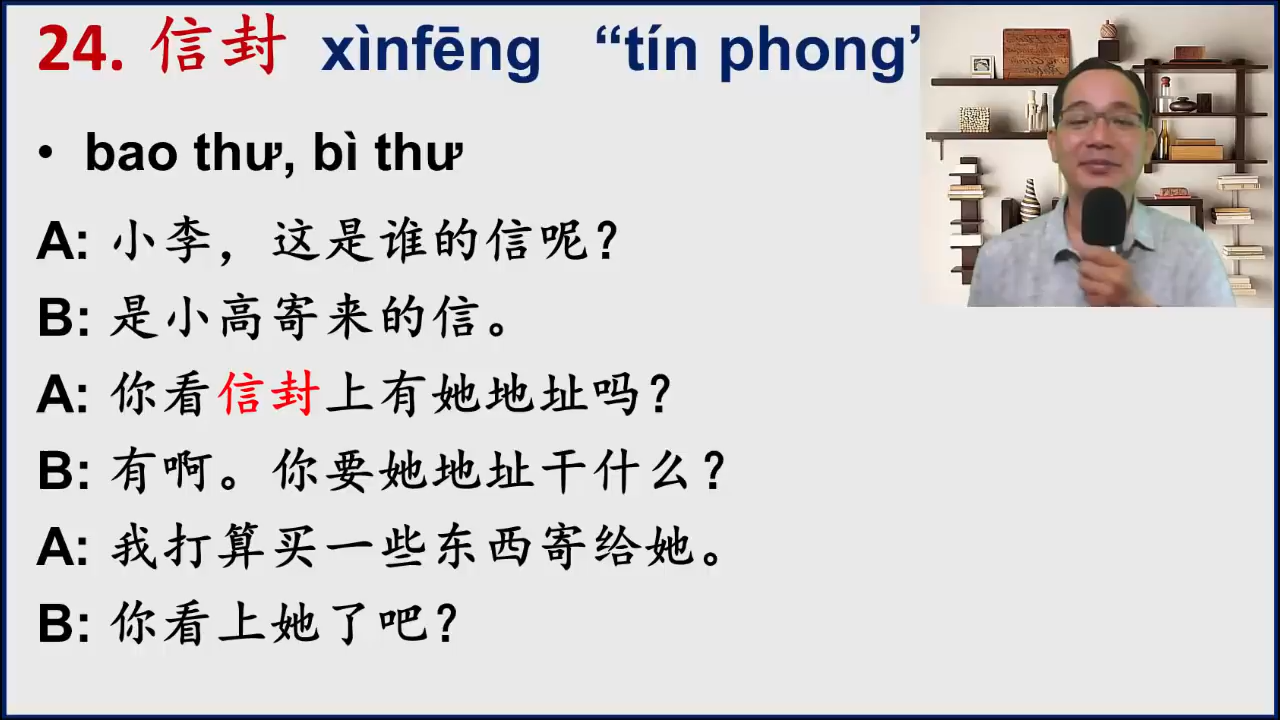 24. 信封 xìnfēng “tín phong”
• bao thư, bì thư
A: 小李，这是谁的信呢？
B: 是小高寄来的信。
A: 你看信封上有她地址吗？
B: 有啊。你要她地址干什么？
A: 我打算买一些东西寄给她。
B: 你看上她了吧？